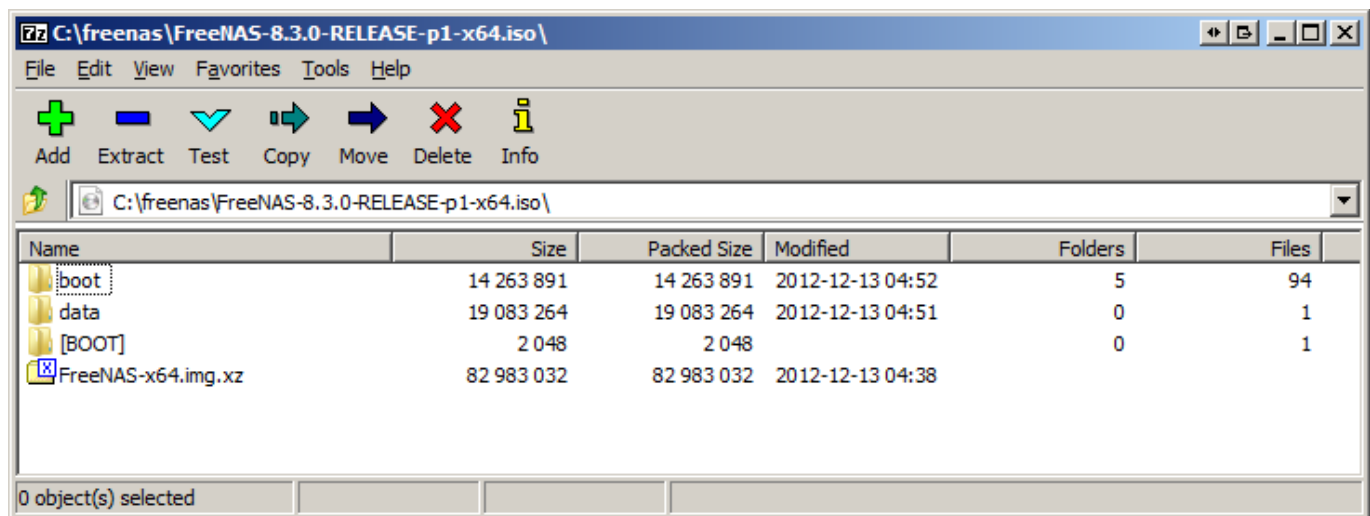 C:\freenas\FreeNAS-8.3.0-RELEASE-p1-x64.iso\
File Edit View Favorites Tools Help
Add Extract Test Copy Move Delete Info
C:\freenas\FreeNAS-8.3.0-RELEASE-p1-x64.iso\
Name Size Packed Size Modified Folders Files
boot 14 263 891 14 263 891 2012-12-13 04:52 5 94
data 19 083 264 19 083 264 2012-12-13 04:51 0 1
[BOOT] 2 048 2 048 0 1
FreeNAS-x64.img.xz 82 983 032 82 983 032 2012-12-13 04:38
0 object(s) selected